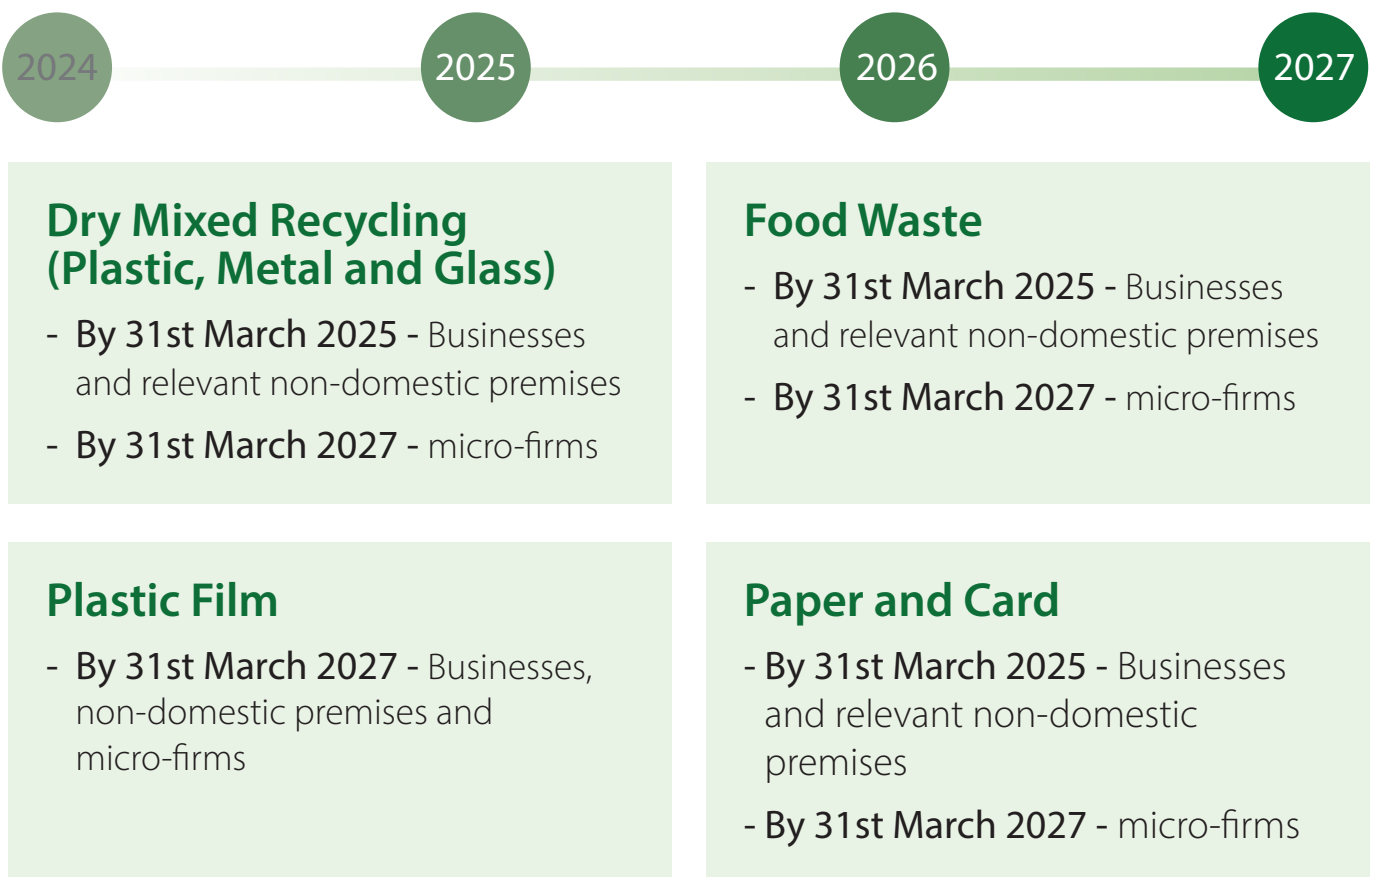 2024
2025
2026
2027
Dry Mixed Recycling
(Plastic, Metal and Glass)
- By 31st March 2025 - Businesses
and relevant non-domestic premises
- By 31st March 2027 - micro-firms
Food Waste
- By 31st March 2025 - Businesses
and relevant non-domestic premises
- By 31st March 2027 - micro-firms
Plastic Film
- By 31st March 2027 - Businesses,
non-domestic premises and
micro-firms
Paper and Card
- By 31st March 2025 - Businesses
and relevant non-domestic
premises
- By 31st March 2027 - micro-firms